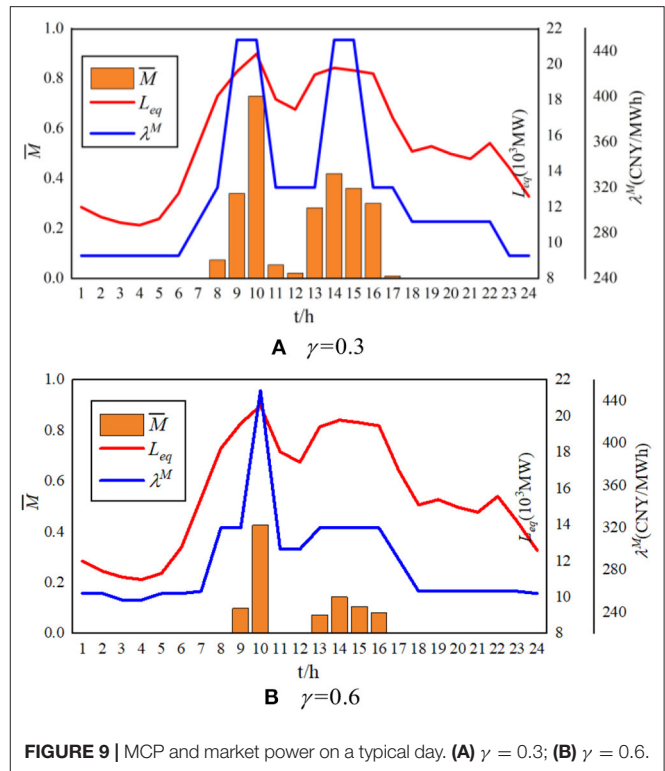 1.0
0.8
0.6
0.4
0.2
0.0
M̅
M̅
L_eq
λ^M
22
20
18
16
14
12
10
8
L_eq(10³MW)
440
400
360
320
280
240
λ^M(CNY/MWh)
1 2 3 4 5 6 7 8 9 10 11 12 13 14 15 16 17 18 19 20 21 22 23 24
t/h
A γ=0.3
1.0
0.8
0.6
0.4
0.2
0.0
M̅
M̅
L_eq
λ^M
22
20
18
16
14
12
10
8
L_eq(10³MW)
440
400
360
320
280
240
λ^M(CNY/MWh)
1 2 3 4 5 6 7 8 9 10 11 12 13 14 15 16 17 18 19 20 21 22 23 24
t/h
B γ=0.6
FIGURE 9 | MCP and market power on a typical day. (A) γ = 0.3; (B) γ = 0.6.